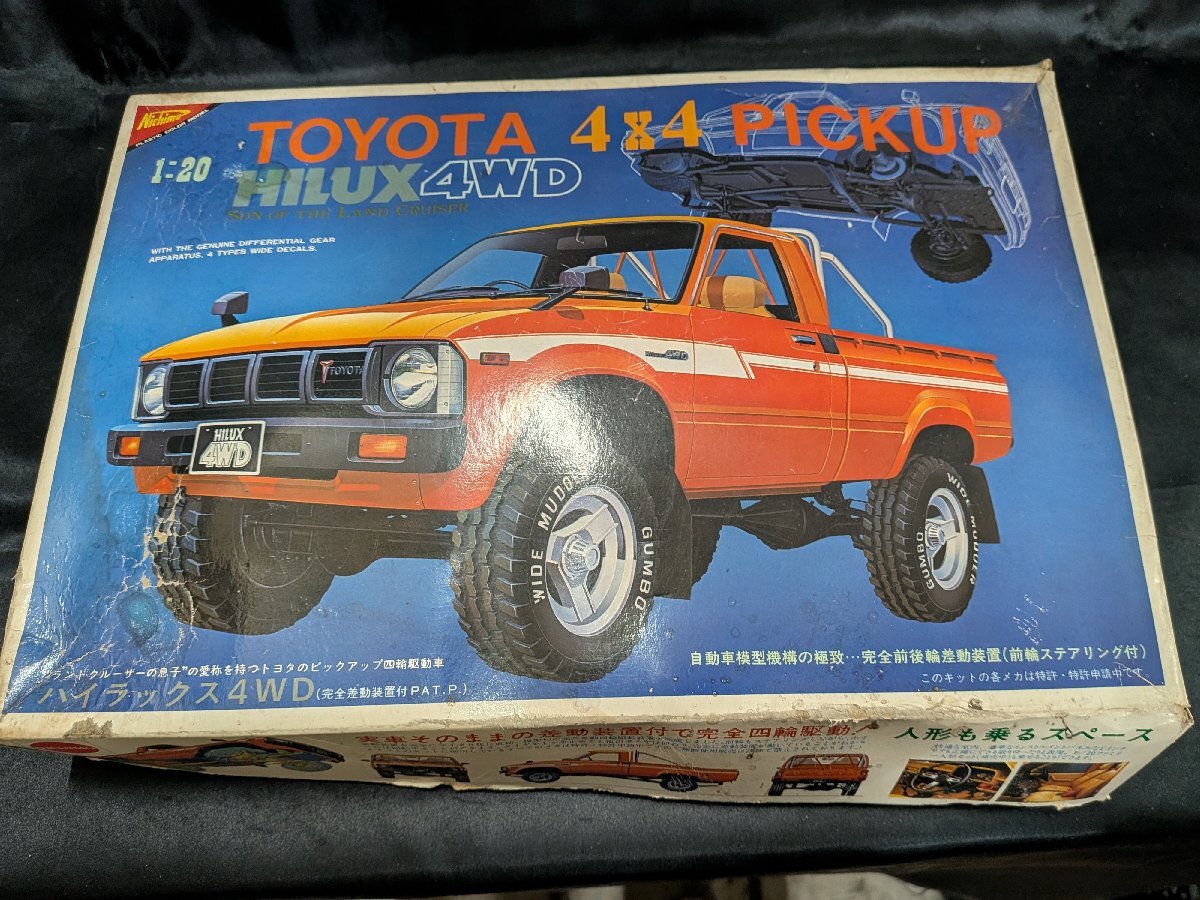 Nichimo
PLASTIC COLOR MODEL
TOYOTA 4x4 PICKUP
1=20
HILUX 4WD
SON OF THE LAND CRUISER
WITH THE GENUINE DIFFERENTIAL GEAR
APPARATUS. 4 TYPES WIDE DECALS.
TOYOTA
HILUX
4WD
WIDE MUDD
GUMBO
WIDE MUDDER
GUMBO
ランドクルーザーの息子"の愛称を持つトヨタのピックアップ四輪駆動車
ハイラックス4WD(完全差動装置付PAT.P.)
自動車模型機構の極致…完全前後輪差動装置(前輪ステアリング付)
このキットの各メカは特許・特許申請中です
実車そのままの差動装置付で完全四輪駆動!
人形も乗るスペース